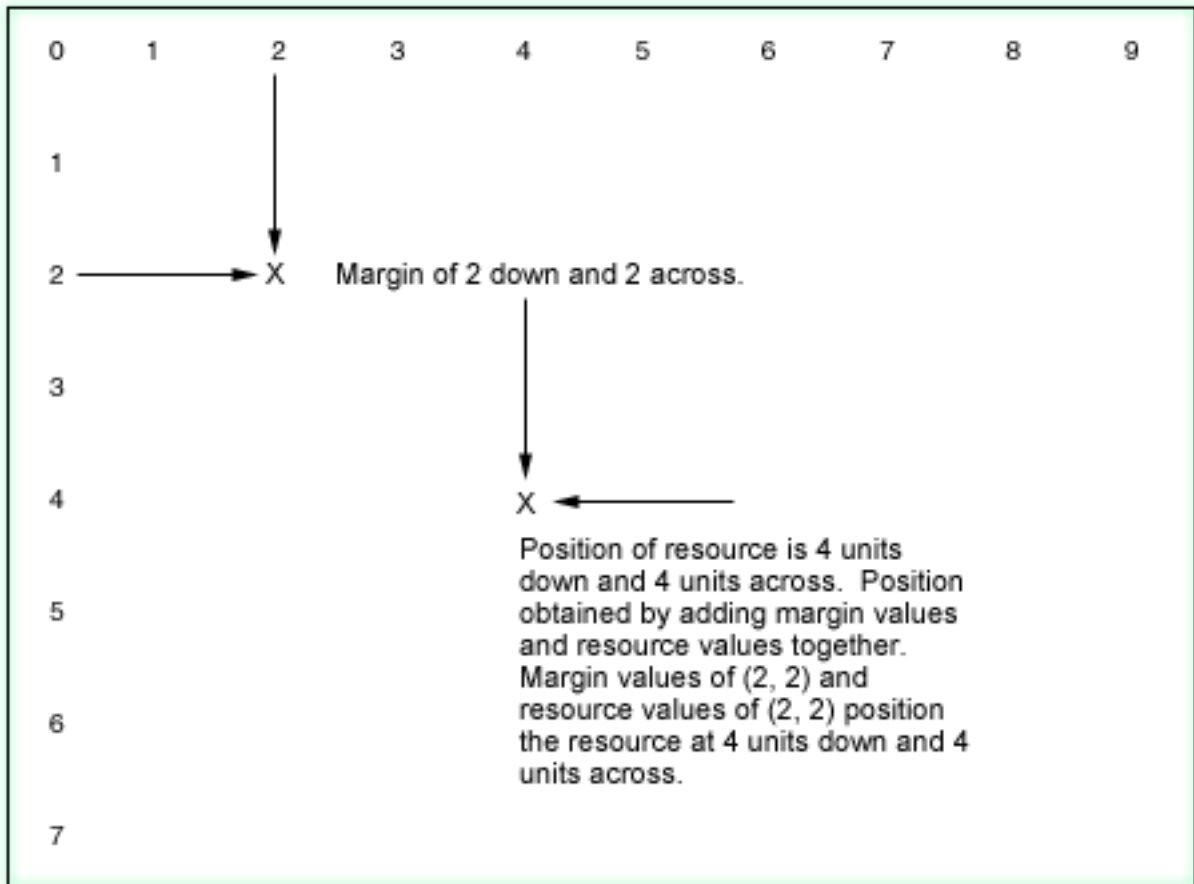 0 1 2 3 4 5 6 7 8 9
1
2 X Margin of 2 down and 2 across.
3
4 X
Position of resource is 4 units
down and 4 units across.  Position
5 obtained by adding margin values
and resource values together.
Margin values of (2, 2) and
6 resource values of (2, 2) position
the resource at 4 units down and 4
units across.
7